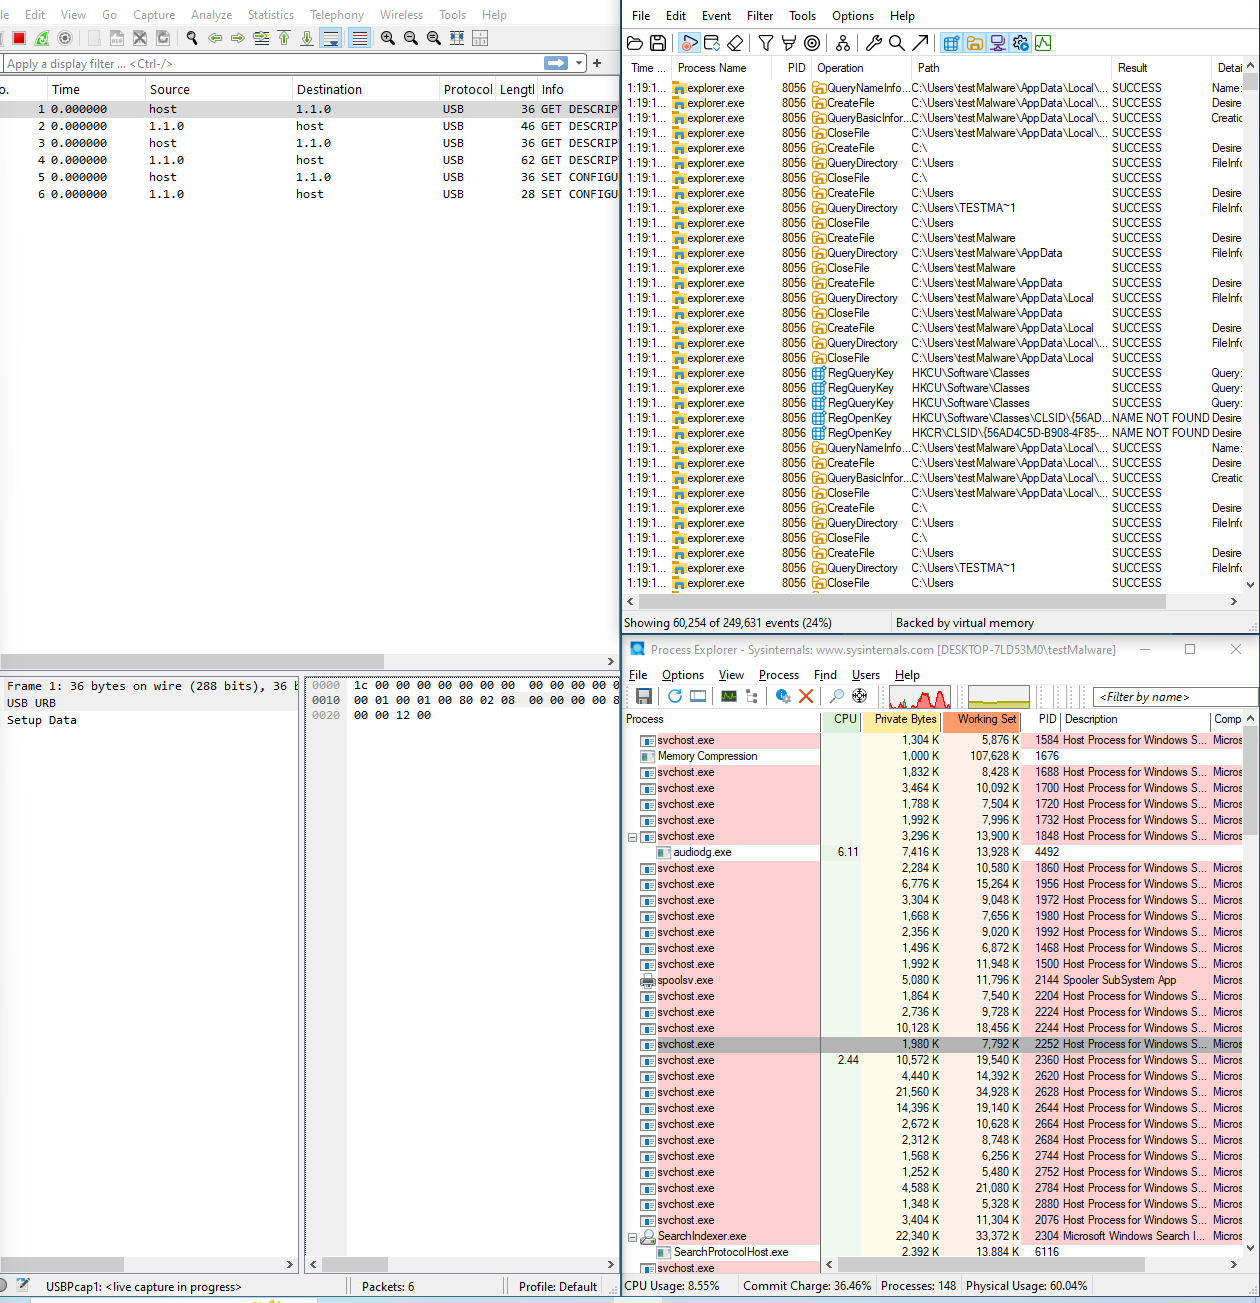 le Edit View Go Capture Analyze Statistics Telephony Wireless Tools Help
Apply a display filter ... <Ctrl-/>
o. Time Source Destination Protocol Lengtl Info
1 0.000000 host 1.1.0 USB 36 GET DESCRIP
2 0.000000 1.1.0 host USB 46 GET DESCRIP
3 0.000000 host 1.1.0 USB 36 GET DESCRIP
4 0.000000 1.1.0 host USB 62 GET DESCRIP
5 0.000000 host 1.1.0 USB 36 SET CONFIGU
6 0.000000 1.1.0 host USB 28 SET CONFIGU
Frame 1: 36 bytes on wire (288 bits), 36 b
USB URB
Setup Data
0000 1c 00 00 00 00 00 00 00 00 00 00 00 0
0010 00 01 00 01 00 80 02 08 00 00 00 00 8
0020 00 00 12 00
USBPcap1: <live capture in progress> Packets: 6 Profile: Default
File Edit Event Filter Tools Options Help
Time ... Process Name PID Operation Path Result Detai
1:19:1... explorer.exe 8056 QueryNameInfo... C:\Users\testMalware\AppData\Local\... SUCCESS Name:
1:19:1... explorer.exe 8056 CreateFile C:\Users\testMalware\AppData\Local\... SUCCESS Desire
1:19:1... explorer.exe 8056 QueryBasicInfor... C:\Users\testMalware\AppData\Local\... SUCCESS Creatic
1:19:1... explorer.exe 8056 CloseFile C:\Users\testMalware\AppData\Local\... SUCCESS
1:19:1... explorer.exe 8056 CreateFile C:\ SUCCESS Desire
1:19:1... explorer.exe 8056 QueryDirectory C:\Users SUCCESS FileInfo
1:19:1... explorer.exe 8056 CloseFile C:\ SUCCESS
1:19:1... explorer.exe 8056 CreateFile C:\Users SUCCESS Desire
1:19:1... explorer.exe 8056 QueryDirectory C:\Users\TESTMA~1 SUCCESS FileInfo
1:19:1... explorer.exe 8056 CloseFile C:\Users SUCCESS
1:19:1... explorer.exe 8056 CreateFile C:\Users\testMalware SUCCESS Desire
1:19:1... explorer.exe 8056 QueryDirectory C:\Users\testMalware\AppData SUCCESS FileInfo
1:19:1... explorer.exe 8056 CloseFile C:\Users\testMalware SUCCESS
1:19:1... explorer.exe 8056 CreateFile C:\Users\testMalware\AppData SUCCESS Desire
1:19:1... explorer.exe 8056 QueryDirectory C:\Users\testMalware\AppData\Local SUCCESS FileInfo
1:19:1... explorer.exe 8056 CloseFile C:\Users\testMalware\AppData SUCCESS
1:19:1... explorer.exe 8056 CreateFile C:\Users\testMalware\AppData\Local SUCCESS Desire
1:19:1... explorer.exe 8056 QueryDirectory C:\Users\testMalware\AppData\Local\... SUCCESS FileInfo
1:19:1... explorer.exe 8056 CloseFile C:\Users\testMalware\AppData\Local SUCCESS
1:19:1... explorer.exe 8056 RegQueryKey HKCU\Software\Classes SUCCESS Query:
1:19:1... explorer.exe 8056 RegQueryKey HKCU\Software\Classes SUCCESS Query:
1:19:1... explorer.exe 8056 RegQueryKey HKCU\Software\Classes SUCCESS Query:
1:19:1... explorer.exe 8056 RegOpenKey HKCU\Software\Classes\CLSID\{56AD... NAME NOT FOUND Desire
1:19:1... explorer.exe 8056 RegOpenKey HKCR\CLSID\{56AD4C5D-B908-4F85-... NAME NOT FOUND Desire
1:19:1... explorer.exe 8056 QueryNameInfo... C:\Users\testMalware\AppData\Local\... SUCCESS Name:
1:19:1... explorer.exe 8056 CreateFile C:\Users\testMalware\AppData\Local\... SUCCESS Desire
1:19:1... explorer.exe 8056 QueryBasicInfor... C:\Users\testMalware\AppData\Local\... SUCCESS Creatic
1:19:1... explorer.exe 8056 CloseFile C:\Users\testMalware\AppData\Local\... SUCCESS
1:19:1... explorer.exe 8056 CreateFile C:\ SUCCESS Desire
1:19:1... explorer.exe 8056 QueryDirectory C:\Users SUCCESS FileInfo
1:19:1... explorer.exe 8056 CloseFile C:\ SUCCESS
1:19:1... explorer.exe 8056 CreateFile C:\Users SUCCESS Desire
1:19:1... explorer.exe 8056 QueryDirectory C:\Users\TESTMA~1 SUCCESS FileInfo
1:19:1... explorer.exe 8056 CloseFile C:\Users SUCCESS
Showing 60,254 of 249,631 events (24%) Backed by virtual memory
Process Explorer - Sysinternals: www.sysinternals.com [DESKTOP-7LD53M0\testMalware]
File Options View Process Find Users Help
<Filter by name>
Process CPU Private Bytes Working Set PID Description Comp
svchost.exe 1,304 K 5,876 K 1584 Host Process for Windows S... Micros
Memory Compression 1,000 K 107,628 K 1676
svchost.exe 1,832 K 8,428 K 1688 Host Process for Windows S... Micros
svchost.exe 3,464 K 10,092 K 1700 Host Process for Windows S... Micros
svchost.exe 1,788 K 7,504 K 1720 Host Process for Windows S... Micros
svchost.exe 1,992 K 7,996 K 1732 Host Process for Windows S... Micros
svchost.exe 3,296 K 13,900 K 1848 Host Process for Windows S... Micros
audiodg.exe 6.11 7,416 K 13,928 K 4492
svchost.exe 2,284 K 10,580 K 1860 Host Process for Windows S... Micros
svchost.exe 6,776 K 15,264 K 1956 Host Process for Windows S... Micros
svchost.exe 3,304 K 9,048 K 1972 Host Process for Windows S... Micros
svchost.exe 1,668 K 7,656 K 1980 Host Process for Windows S... Micros
svchost.exe 2,356 K 9,020 K 1992 Host Process for Windows S... Micros
svchost.exe 1,496 K 6,872 K 1468 Host Process for Windows S... Micros
svchost.exe 1,992 K 11,948 K 1500 Host Process for Windows S... Micros
spoolsv.exe 5,080 K 11,796 K 2144 Spooler SubSystem App Micros
svchost.exe 1,864 K 7,540 K 2204 Host Process for Windows S... Micros
svchost.exe 2,736 K 9,728 K 2224 Host Process for Windows S... Micros
svchost.exe 10,128 K 18,456 K 2244 Host Process for Windows S... Micros
svchost.exe 1,980 K 7,792 K 2252 Host Process for Windows S... Micros
svchost.exe 2.44 10,572 K 19,540 K 2360 Host Process for Windows S... Micros
svchost.exe 4,440 K 14,392 K 2620 Host Process for Windows S... Micros
svchost.exe 21,560 K 34,928 K 2628 Host Process for Windows S... Micros
svchost.exe 14,396 K 19,140 K 2644 Host Process for Windows S... Micros
svchost.exe 2,672 K 10,628 K 2664 Host Process for Windows S... Micros
svchost.exe 2,312 K 8,748 K 2684 Host Process for Windows S... Micros
svchost.exe 1,568 K 6,256 K 2744 Host Process for Windows S... Micros
svchost.exe 1,252 K 5,480 K 2752 Host Process for Windows S... Micros
svchost.exe 4,588 K 21,080 K 2784 Host Process for Windows S... Micros
svchost.exe 1,348 K 5,328 K 2880 Host Process for Windows S... Micros
svchost.exe 3,404 K 11,304 K 2076 Host Process for Windows S... Micros
SearchIndexer.exe 22,340 K 33,372 K 2304 Microsoft Windows Search I... Micros
SearchProtocolHost.exe 2,392 K 13,884 K 6116
svchost.exe
CPU Usage: 8.55% Commit Charge: 36.46% Processes: 148 Physical Usage: 60.04%